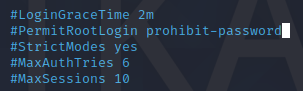 #LoginGraceTime 2m
#PermitRootLogin prohibit-password
#StrictModes yes
#MaxAuthTries 6
#MaxSessions 10